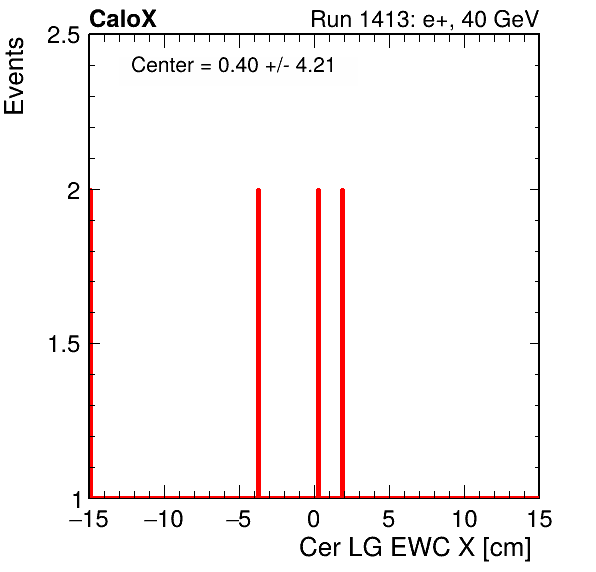 CaloX Run 1413: e+, 40 GeV
Events
Center = 0.40 +/- 4.21
2.5
2
1.5
1
−15 −10 −5 0 5 10 15
Cer LG EWC X [cm]